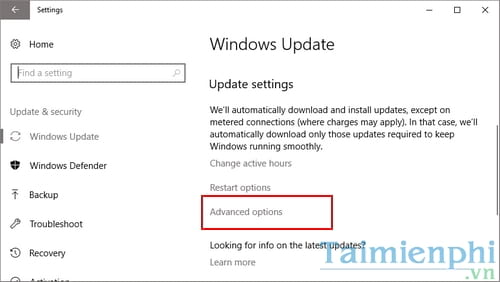 Settings
Home
Windows Update
Find a setting
Update settings
Update & security
We'll automatically download and install updates, except on
metered connections (where charges may apply). In that case, we'll
automatically download only those updates required to keep
Windows running smoothly.
Windows Update
Change active hours
Windows Defender
Restart options
Backup
Advanced options
Troubleshoot
Looking for info on the latest updates?
Recovery
Learn more
Activation
Taimienphi
.vn